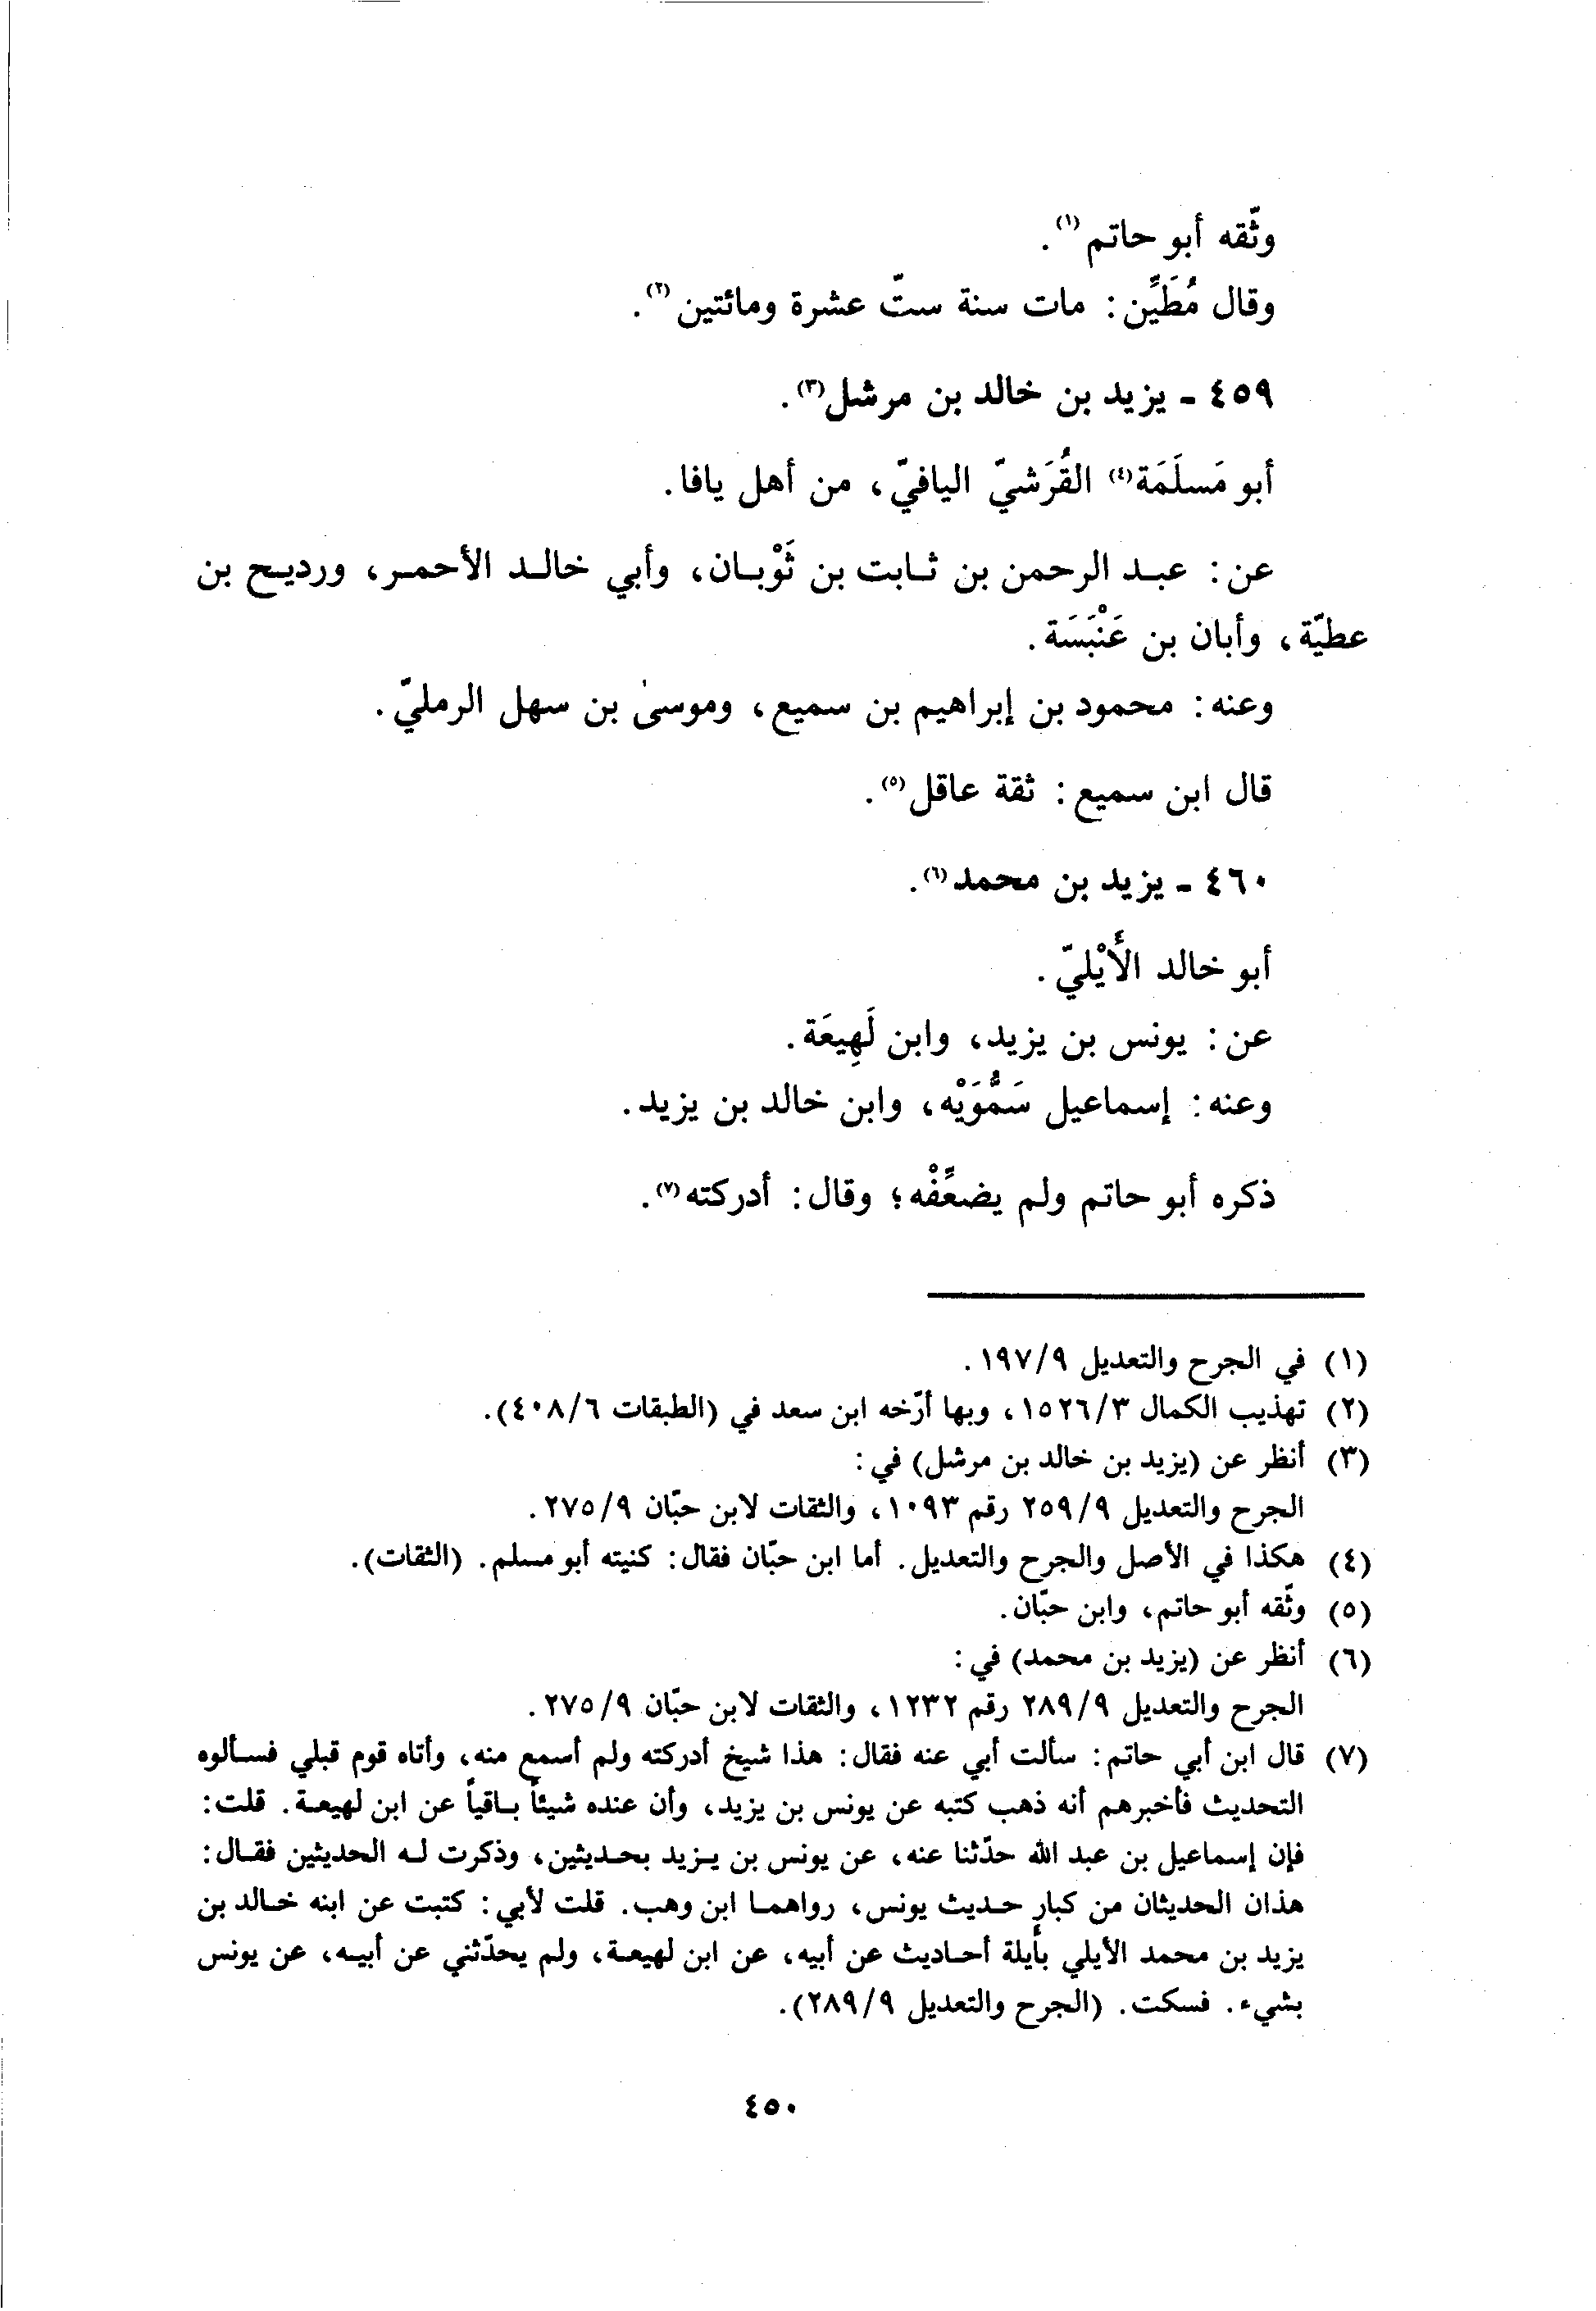 وثّقه أبو حاتم(١).
وقال مُطَيِّن: مات سنة ستّ عشرة ومائتين(٢).
٤٥٩ - يزيد بن خالد بن مرشل(٣).
أبو مَسلَمَة(٤) القُرَشيّ اليافيّ، من أهل يافا.
عن: عبد الرحمن بن ثابت بن ثَوْبان، وأبي خالد الأحمر، ورديح بن
عطيّة، وأبان بن عَنْبَسَة.
وعنه: محمود بن إبراهيم بن سميع، وموسىٰ بن سهل الرمليّ.
قال ابن سميع: ثقة عاقل(٥).
٤٦٠ - يزيد بن محمد(٦).
أبو خالد الأَيْليّ.
عن: يونس بن يزيد، وابن لَهِيعَة.
وعنه: إسماعيل سَمُّوَيْه، وابن خالد بن يزيد.
ذكره أبو حاتم ولم يضعِّفْه؛ وقال: أدركته(٧).
(١) في الجرح والتعديل ١٩٧/٩.
(٢) تهذيب الكمال ١٥٢٦/٣، وبها أرّخه ابن سعد في (الطبقات ٤٠٨/٦).
(٣) أنظر عن (يزيد بن خالد بن مرشل) في:
الجرح والتعديل ٢٥٩/٩ رقم ١٠٩٣، والثقات لابن حبّان ٢٧٥/٩.
(٤) هكذا في الأصل والجرح والتعديل. أما ابن حبّان فقال: كنيته أبو مسلم. (الثقات).
(٥) وثّقه أبو حاتم، وابن حبّان.
(٦) أنظر عن (يزيد بن محمد) في:
الجرح والتعديل ٢٨٩/٩ رقم ١٢٣٢، والثقات لابن حبّان ٢٧٥/٩.
(٧) قال ابن أبي حاتم: سألت أبي عنه فقال: هذا شيخ أدركته ولم أسمع منه، وأتاه قوم قبلي فسألوه
التحديث فأخبرهم أنه ذهب كتبه عن يونس بن يزيد، وأن عنده شيئاً باقياً عن ابن لهيعة. قلت:
فإن إسماعيل بن عبد الله حدّثنا عنه، عن يونس بن يزيد بحديثين، وذكرت له الحديثين فقال:
هذان الحديثان من كبار حديث يونس، رواهما ابن وهب. قلت لأبي: كتبت عن ابنه خالد بن
يزيد بن محمد الأيلي بأيلة أحاديث عن أبيه، عن ابن لهيعة، ولم يحدّثني عن أبيه، عن يونس
بشيء. فسكت. (الجرح والتعديل ٢٨٩/٩).
٤٥٠